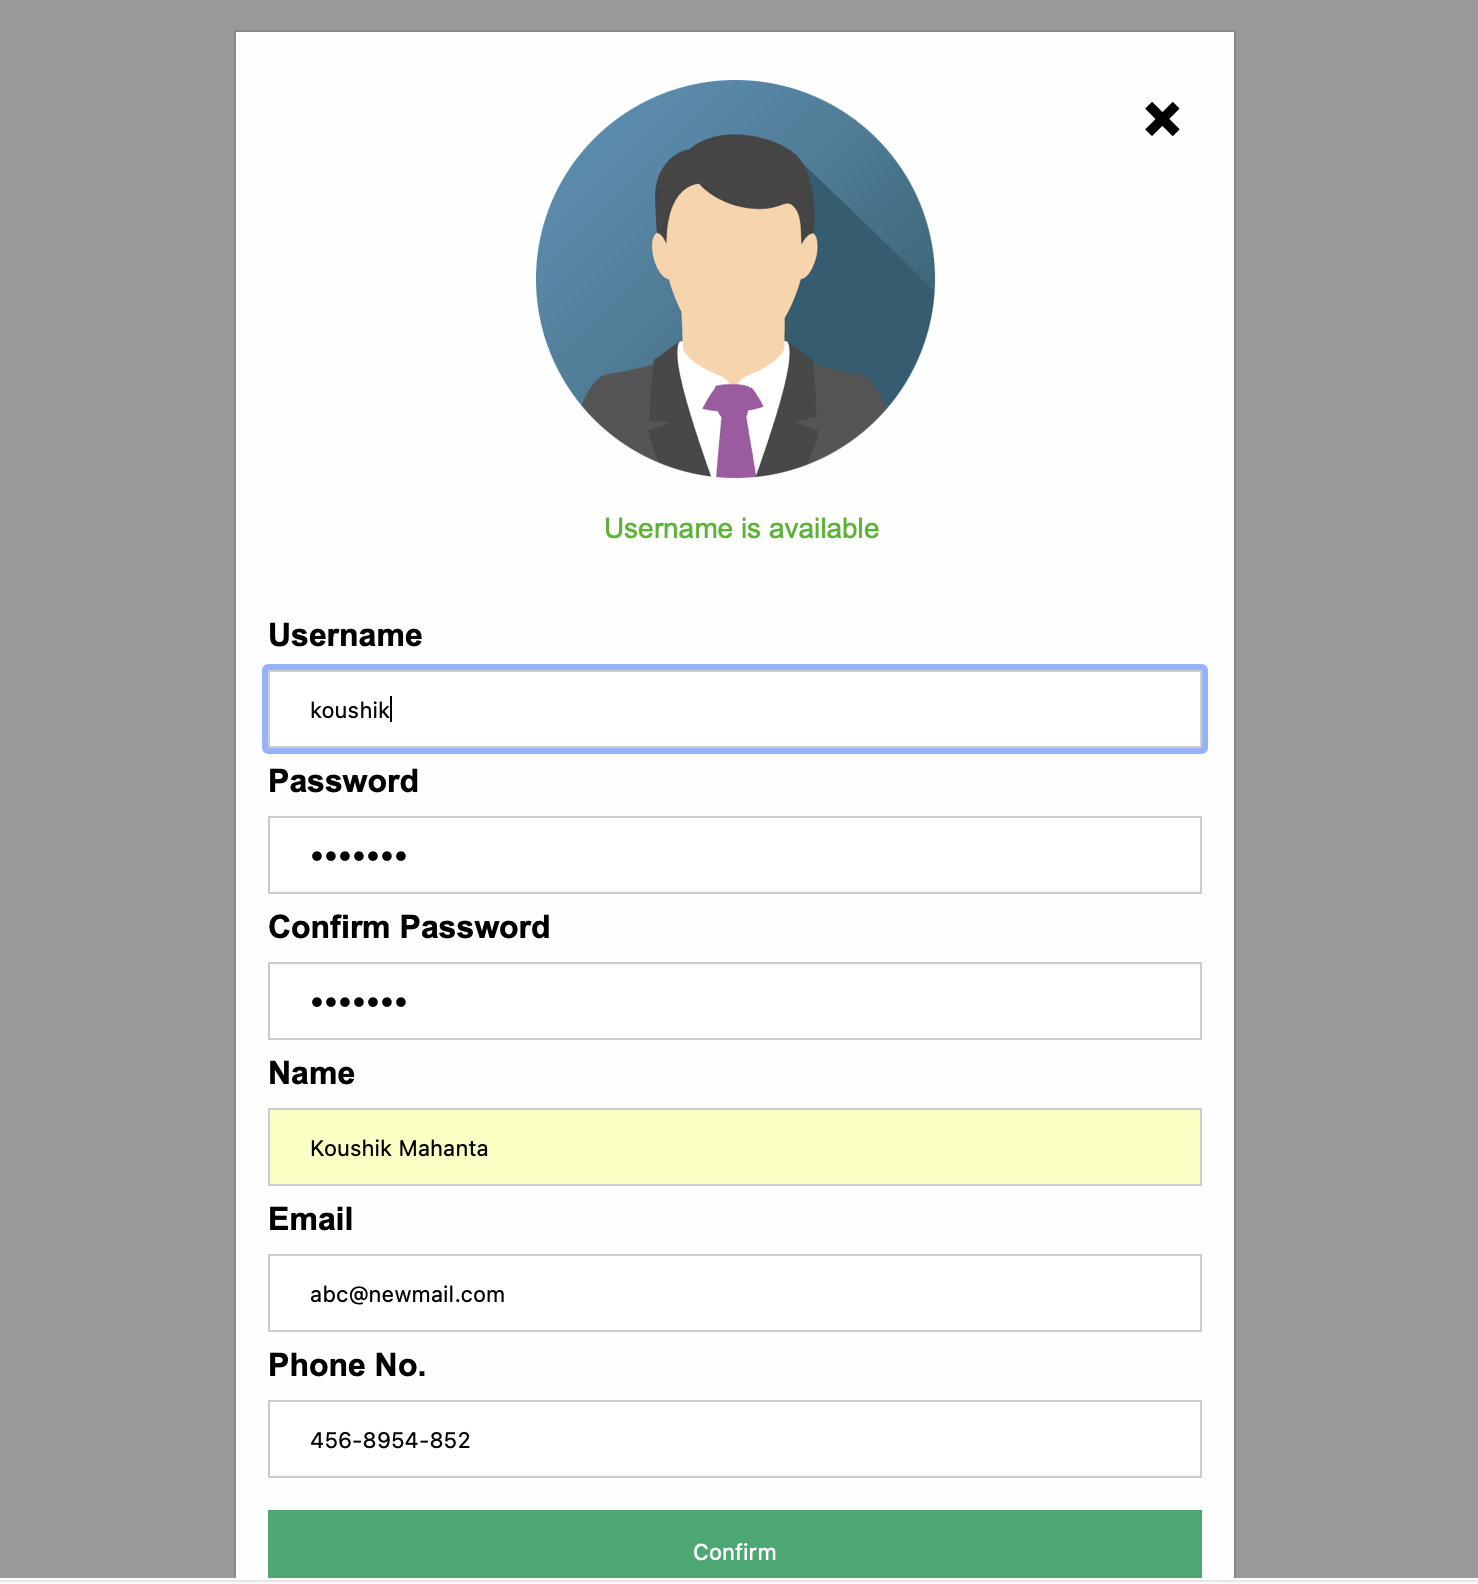 Username is available
Username
koushik
Password
•••••••
Confirm Password
•••••••
Name
Koushik Mahanta
Email
abc@newmail.com
Phone No.
456-8954-852
Confirm